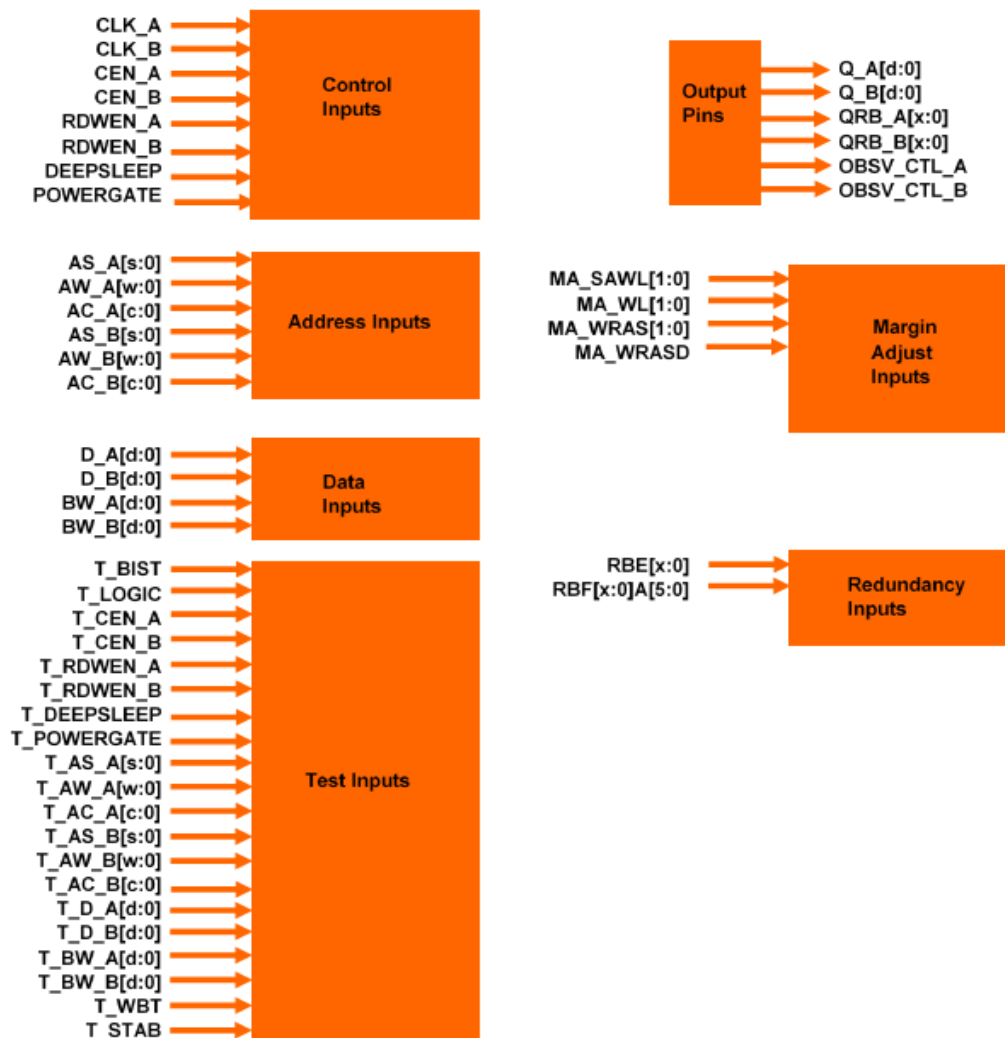 CLK_A
CLK_B
CEN_A
CEN_B
RDWEN_A
RDWEN_B
DEEPSLEEP
POWERGATE
Control
Inputs
Output
Pins
Q_A[d:0]
Q_B[d:0]
QRB_A[x:0]
QRB_B[x:0]
OBSV_CTL_A
OBSV_CTL_B
AS_A[s:0]
AW_A[w:0]
AC_A[c:0]
AS_B[s:0]
AW_B[w:0]
AC_B[c:0]
Address Inputs
MA_SAWL[1:0]
MA_WL[1:0]
MA_WRAS[1:0]
MA_WRASD
Margin
Adjust
Inputs
D_A[d:0]
D_B[d:0]
BW_A[d:0]
BW_B[d:0]
Data
Inputs
RBE[x:0]
RBF[x:0]A[5:0]
Redundancy
Inputs
T_BIST
T_LOGIC
T_CEN_A
T_CEN_B
T_RDWEN_A
T_RDWEN_B
T_DEEPSLEEP
T_POWERGATE
T_AS_A[s:0]
T_AW_A[w:0]
T_AC_A[c:0]
T_AS_B[s:0]
T_AW_B[w:0]
T_AC_B[c:0]
T_D_A[d:0]
T_D_B[d:0]
T_BW_A[d:0]
T_BW_B[d:0]
T_WBT
T_STAB
Test Inputs